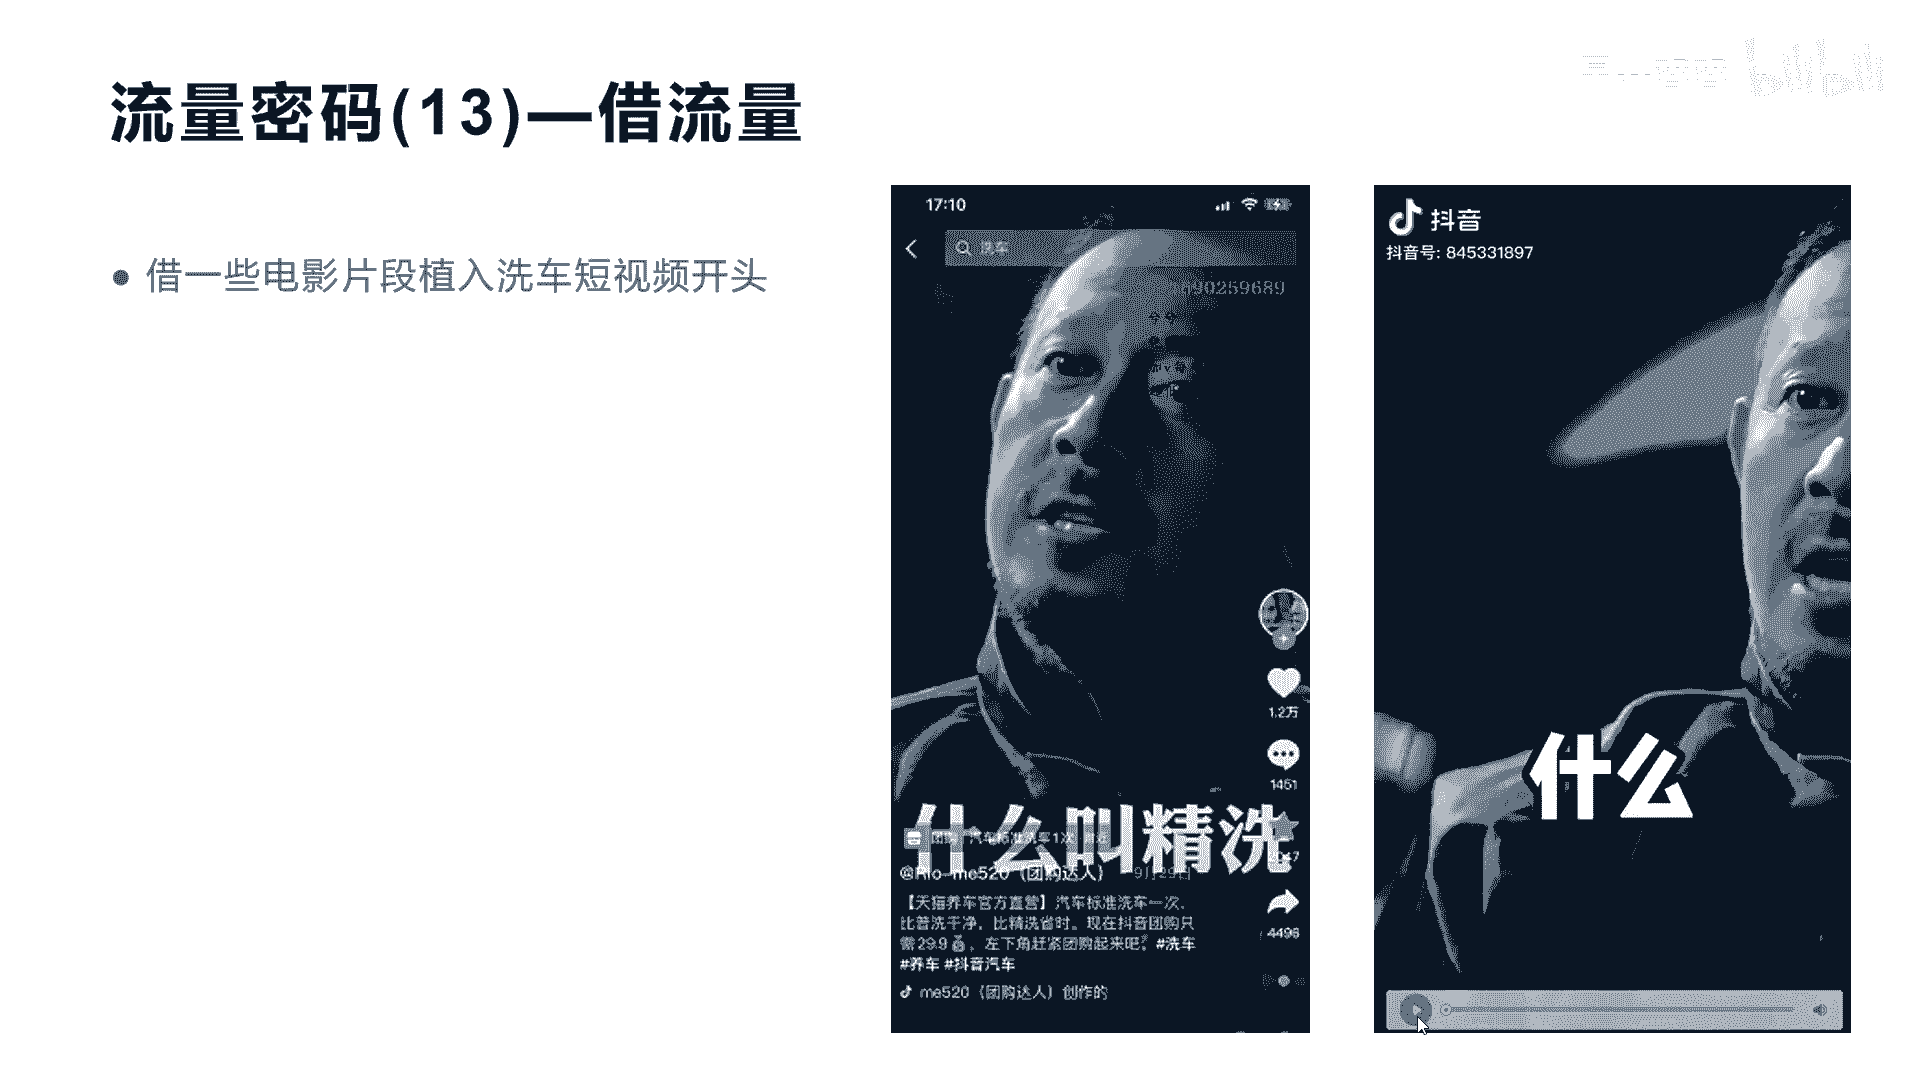 流量密码(13)—借流量
bilibili
• 借一些电影片段植入洗车短视频开头
17:10
洗车
090259689
1.2万
1451
什么叫精洗
团购 汽车标准洗车1次
@Rio-me520（团购达人） 9月29日
【天猫养车官方直营】汽车标准洗车一次，
比普洗干净，比精洗省时。现在抖音团购只
需29.9💰，左下角赶紧团购起来吧，#洗车
#养车 #抖音汽车
4496
me520（团购达人）创作的
抖音
抖音号: 845331897
什么